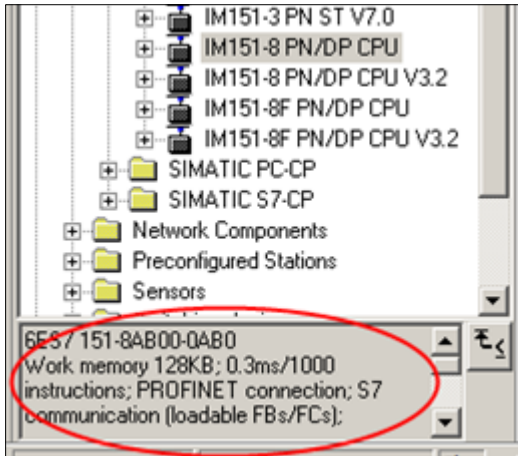 IM151-3 PN ST V7.0
IM151-8 PN/DP CPU
IM151-8 PN/DP CPU V3.2
IM151-8F PN/DP CPU
IM151-8F PN/DP CPU V3.2
SIMATIC PC-CP
SIMATIC S7-CP
Network Components
Preconfigured Stations
Sensors
6ES7 151-8AB00-0AB0
Work memory 128KB; 0.3ms/1000
instructions; PROFINET connection; S7
communication (loadable FBs/FCs);